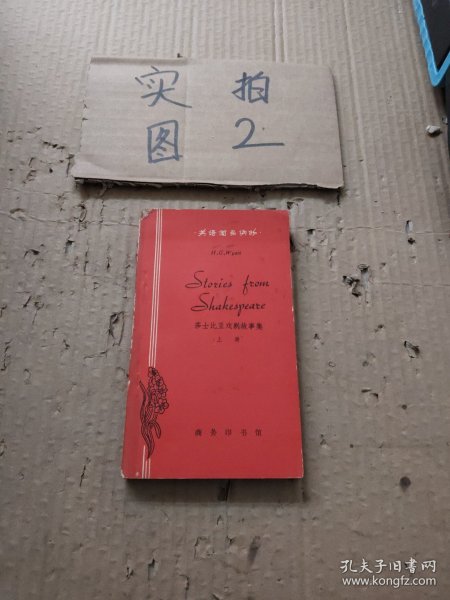 实拍
图2
英语简易读物
H.G.Wyatt
Stories from
Shakespeare
莎士比亚戏剧故事集
上册
商务印书馆
孔夫子旧书网
www.kongfz.com